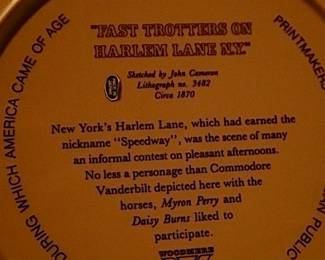 "FAST TROTTERS ON
HARLEM LANE N.Y."
Sketched by John Cameron
Lithograph no. 3482
Circa 1870
New York's Harlem Lane, which had earned the
nickname "Speedway", was the scene of many
an informal contest on pleasant afternoons.
No less a personage than Commodore
Vanderbilt depicted here with the
horses, Myron Perry and
Daisy Burns liked to
participate.
WOODMERE
DURING WHICH AMERICA CAME OF AGE
PRINTMAKERS
AN PUBLIC